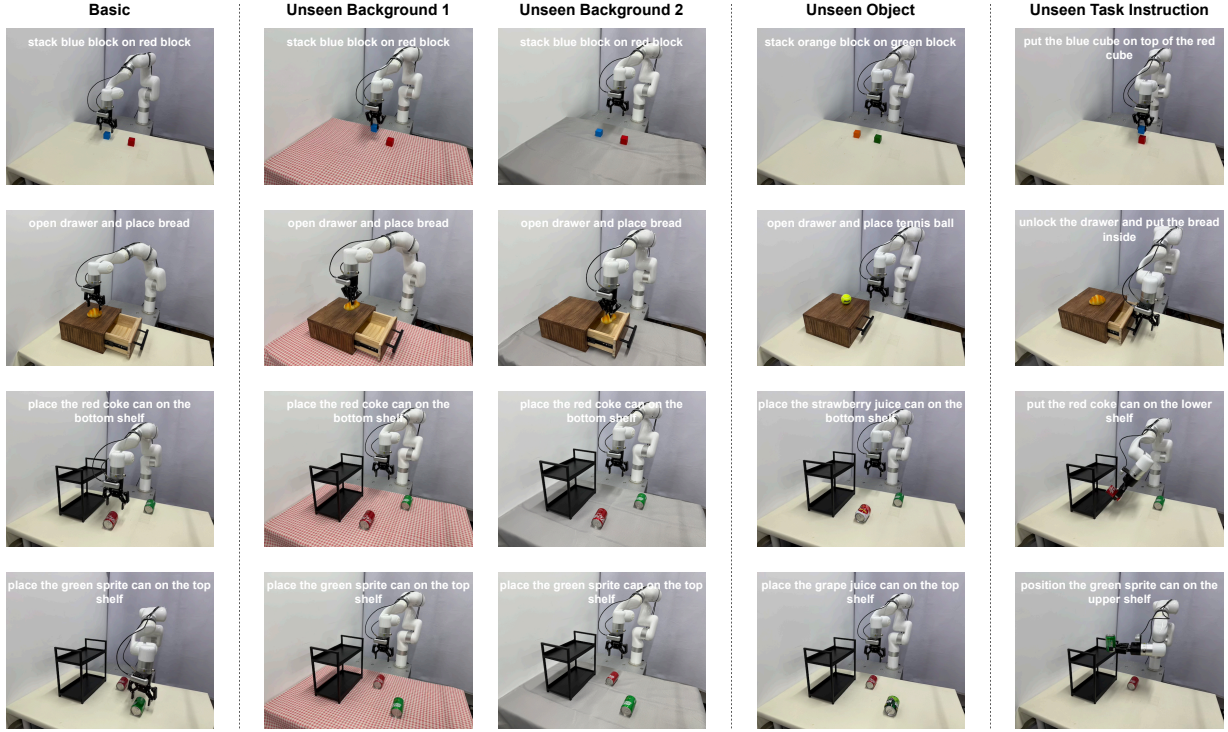 Basic
Unseen Background 1
Unseen Background 2
Unseen Object
Unseen Task Instruction
stack blue block on red block
stack blue block on red block
stack blue block on red block
stack orange block on green block
put the blue cube on top of the red
cube
open drawer and place bread
open drawer and place bread
open drawer and place bread
open drawer and place tennis ball
unlock the drawer and put the bread
inside
place the red coke can on the
bottom shelf
place the red coke can on the
bottom shelf
place the red coke can on the
bottom shelf
place the strawberry juice can on the
bottom shelf
put the red coke can on the lower
shelf
place the green sprite can on the top
shelf
place the green sprite can on the top
shelf
place the green sprite can on the top
shelf
place the grape juice can on the top
shelf
position the green sprite can on the
upper shelf